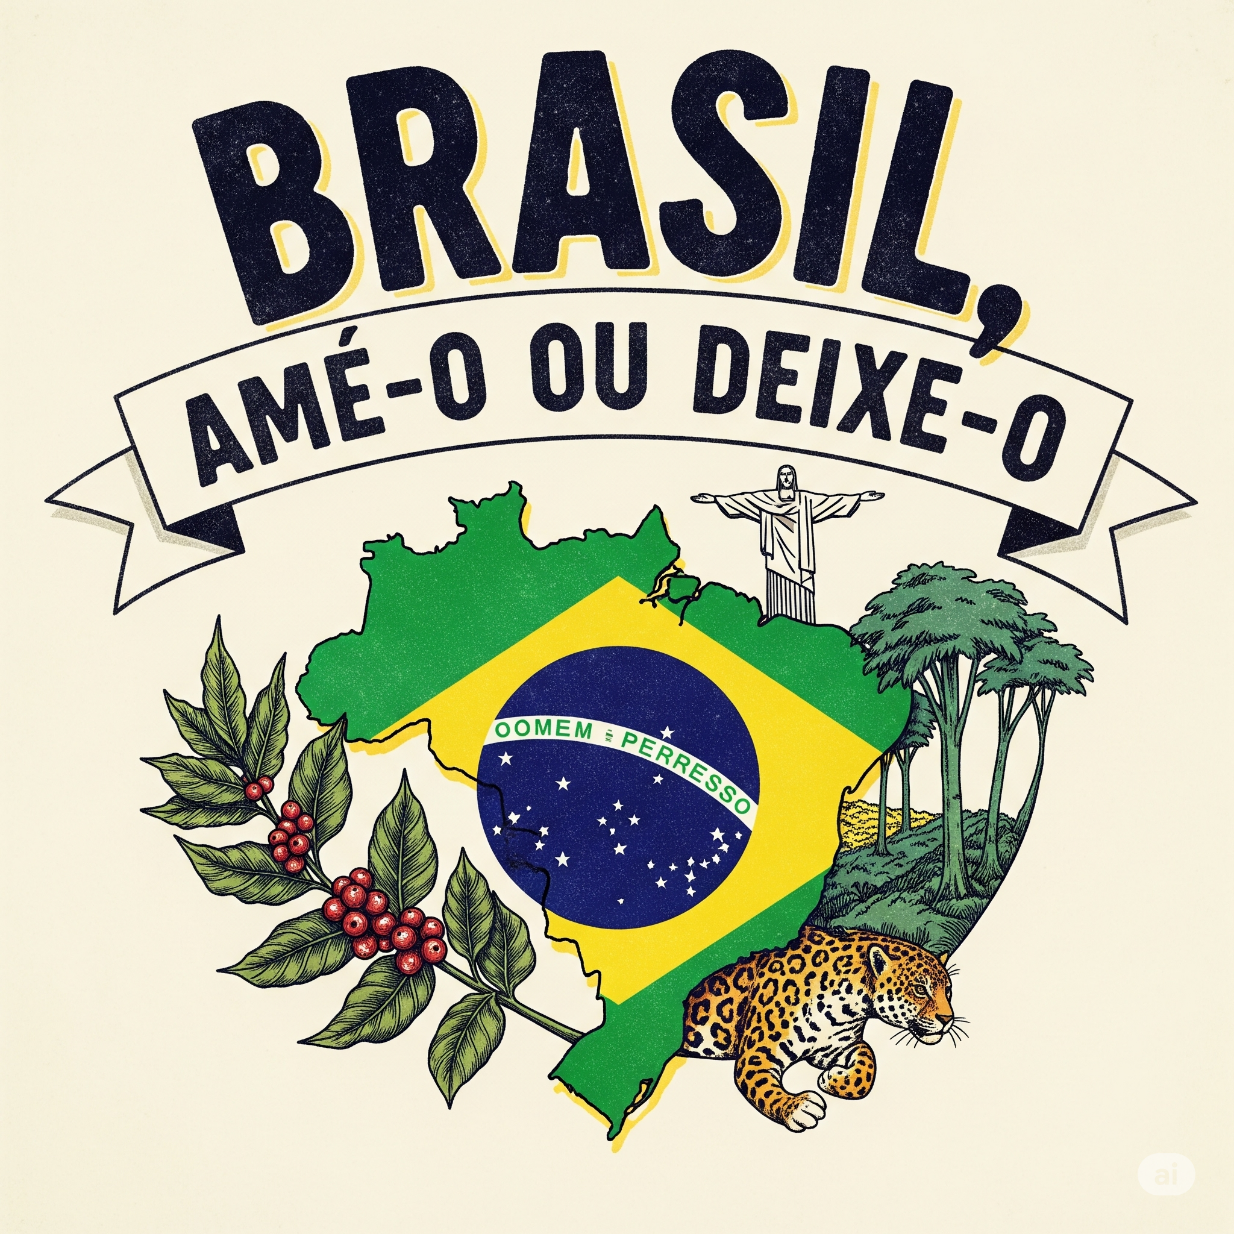 BRASIL,
AMÉ-O OU DEIXE-O
OOMEM E PERRESSO
ai